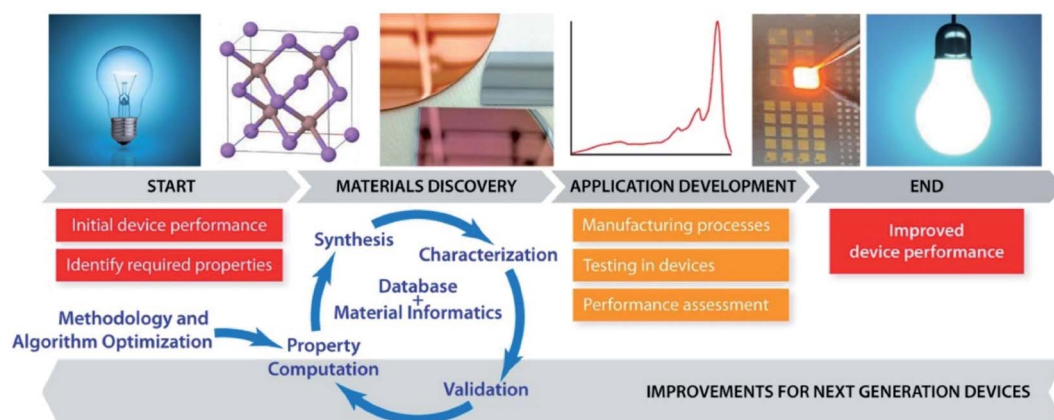 START
MATERIALS DISCOVERY
APPLICATION DEVELOPMENT
END
Initial device performance
Identify required properties
Synthesis
Characterization
Database
+
Material Informatics
Methodology and
Algorithm Optimization
Property
Computation
Validation
Manufacturing processes
Testing in devices
Performance assessment
Improved
device performance
IMPROVEMENTS FOR NEXT GENERATION DEVICES